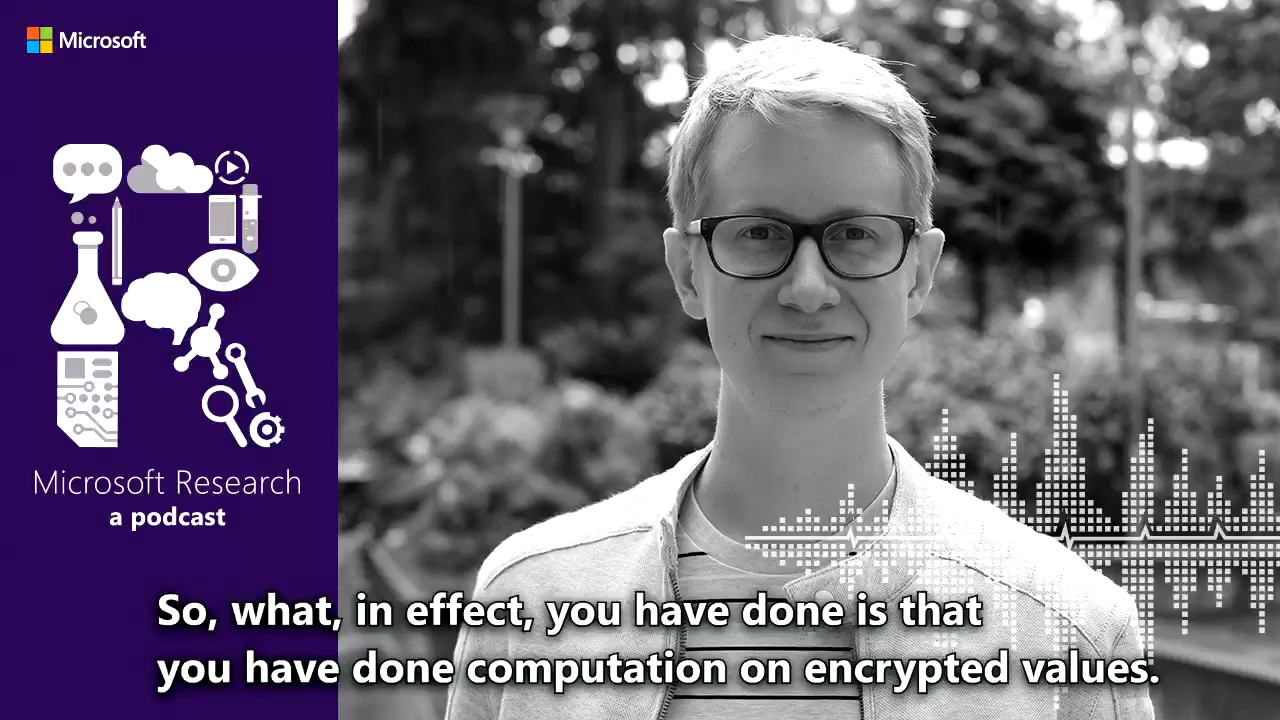 Microsoft
Microsoft Research
a podcast
So, what, in effect, you have done is that
you have done computation on encrypted values.